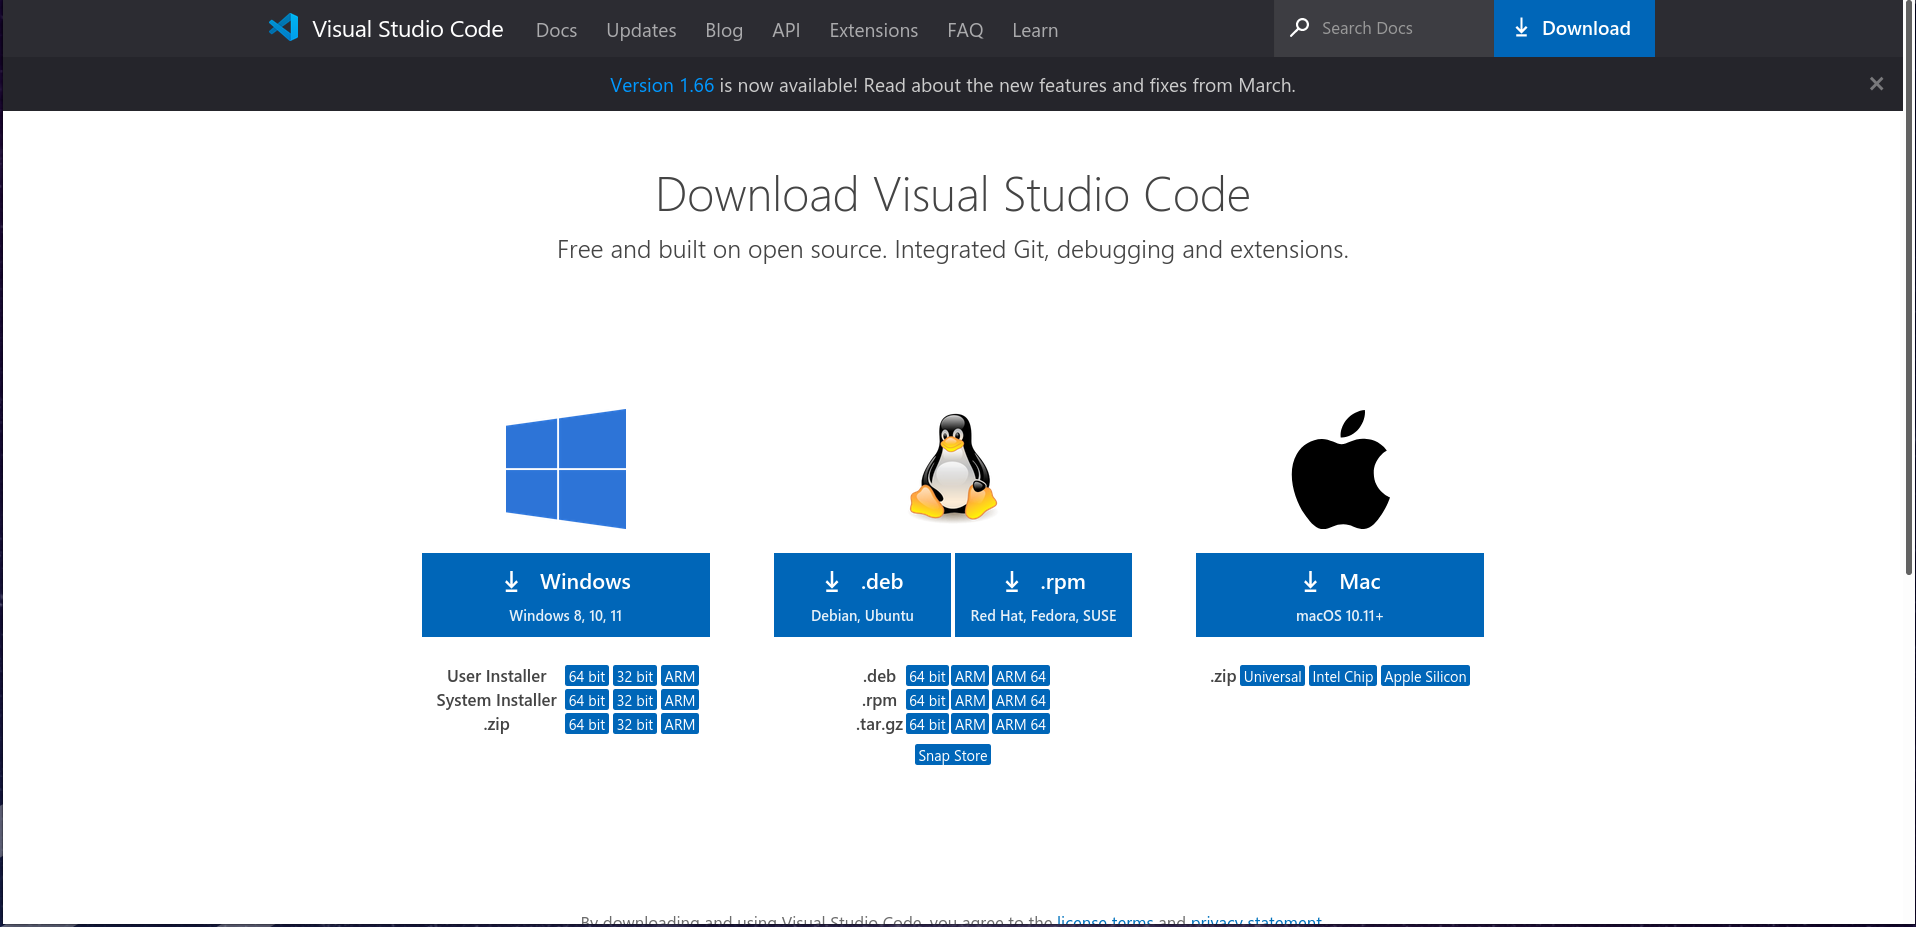 Visual Studio Code Docs Updates Blog API Extensions FAQ Learn Search Docs Download
Version 1.66 is now available! Read about the new features and fixes from March.
Download Visual Studio Code
Free and built on open source. Integrated Git, debugging and extensions.
Windows
Windows 8, 10, 11
.deb
Debian, Ubuntu
.rpm
Red Hat, Fedora, SUSE
Mac
macOS 10.11+
User Installer 64 bit 32 bit ARM
System Installer 64 bit 32 bit ARM
.zip 64 bit 32 bit ARM
.deb 64 bit ARM ARM 64
.rpm 64 bit ARM ARM 64
.tar.gz 64 bit ARM ARM 64
Snap Store
.zip Universal Intel Chip Apple Silicon
By downloading and using Visual Studio Code, you agree to the license terms and privacy statement